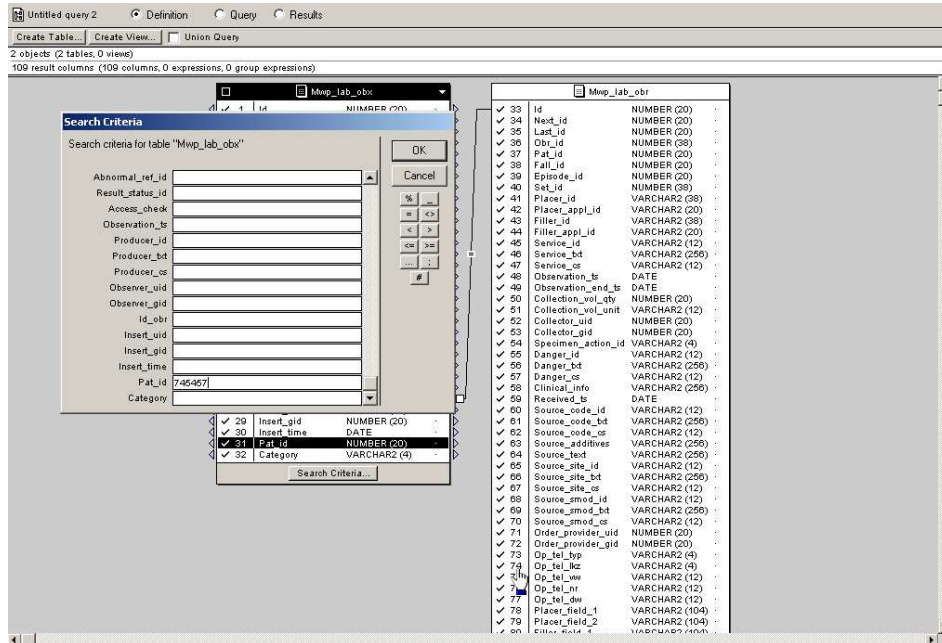 Untitled query 2 Definition Query Results
Create Table... Create View... Union Query
2 objects (2 tables, 0 views)
109 result columns (109 columns, 0 expressions, 0 group expressions)
Mwp_lab_obx
1 Id NUMBER (20)
Search Criteria
Search criteria for table "Mwp_lab_obx"
OK
Cancel
% _
= <>
< >
<= >=
... ;
#
Abnormal_ref_id
Result_status_id
Access_check
Observation_ts
Producer_id
Producer_txt
Producer_cs
Observer_uid
Observer_gid
Id_obr
Insert_uid
Insert_gid
Insert_time
Pat_id 745457
Category
29 Insert_gid NUMBER (20)
30 Insert_time DATE
31 Pat_id NUMBER (20)
32 Category VARCHAR2 (4)
Search Criteria...
Mwp_lab_obr
33 Id NUMBER (20)
34 Next_id NUMBER (20)
35 Last_id NUMBER (20)
36 Obr_id NUMBER (38)
37 Pat_id NUMBER (20)
38 Fall_id NUMBER (20)
39 Episode_id NUMBER (20)
40 Set_id NUMBER (38)
41 Placer_id VARCHAR2 (38)
42 Placer_appl_id VARCHAR2 (20)
43 Filler_id VARCHAR2 (38)
44 Filler_appl_id VARCHAR2 (20)
45 Service_id VARCHAR2 (12)
46 Service_txt VARCHAR2 (256)
47 Service_cs VARCHAR2 (12)
48 Observation_ts DATE
49 Observation_end_ts DATE
50 Collection_vol_qty NUMBER (20)
51 Collection_vol_unit VARCHAR2 (12)
52 Collector_uid NUMBER (20)
53 Collector_gid NUMBER (20)
54 Specimen_action_id VARCHAR2 (4)
55 Danger_id VARCHAR2 (12)
56 Danger_txt VARCHAR2 (256)
57 Danger_cs VARCHAR2 (12)
58 Clinical_info VARCHAR2 (256)
59 Received_ts DATE
60 Source_code_id VARCHAR2 (12)
61 Source_code_txt VARCHAR2 (256)
62 Source_code_cs VARCHAR2 (12)
63 Source_additives VARCHAR2 (256)
64 Source_text VARCHAR2 (256)
65 Source_site_id VARCHAR2 (12)
66 Source_site_txt VARCHAR2 (256)
67 Source_site_cs VARCHAR2 (12)
68 Source_smod_id VARCHAR2 (12)
69 Source_smod_txt VARCHAR2 (256)
70 Source_smod_cs VARCHAR2 (12)
71 Order_provider_uid NUMBER (20)
72 Order_provider_gid NUMBER (20)
73 Op_tel_typ VARCHAR2 (4)
74 Op_tel_lkz VARCHAR2 (4)
Op_tel_vw VARCHAR2 (12)
Op_tel_nr VARCHAR2 (12)
77 Op_tel_dw VARCHAR2 (12)
78 Placer_field_1 VARCHAR2 (104)
79 Placer_field_2 VARCHAR2 (104)
80 Filler_field_1 VARCHAR2 (104)